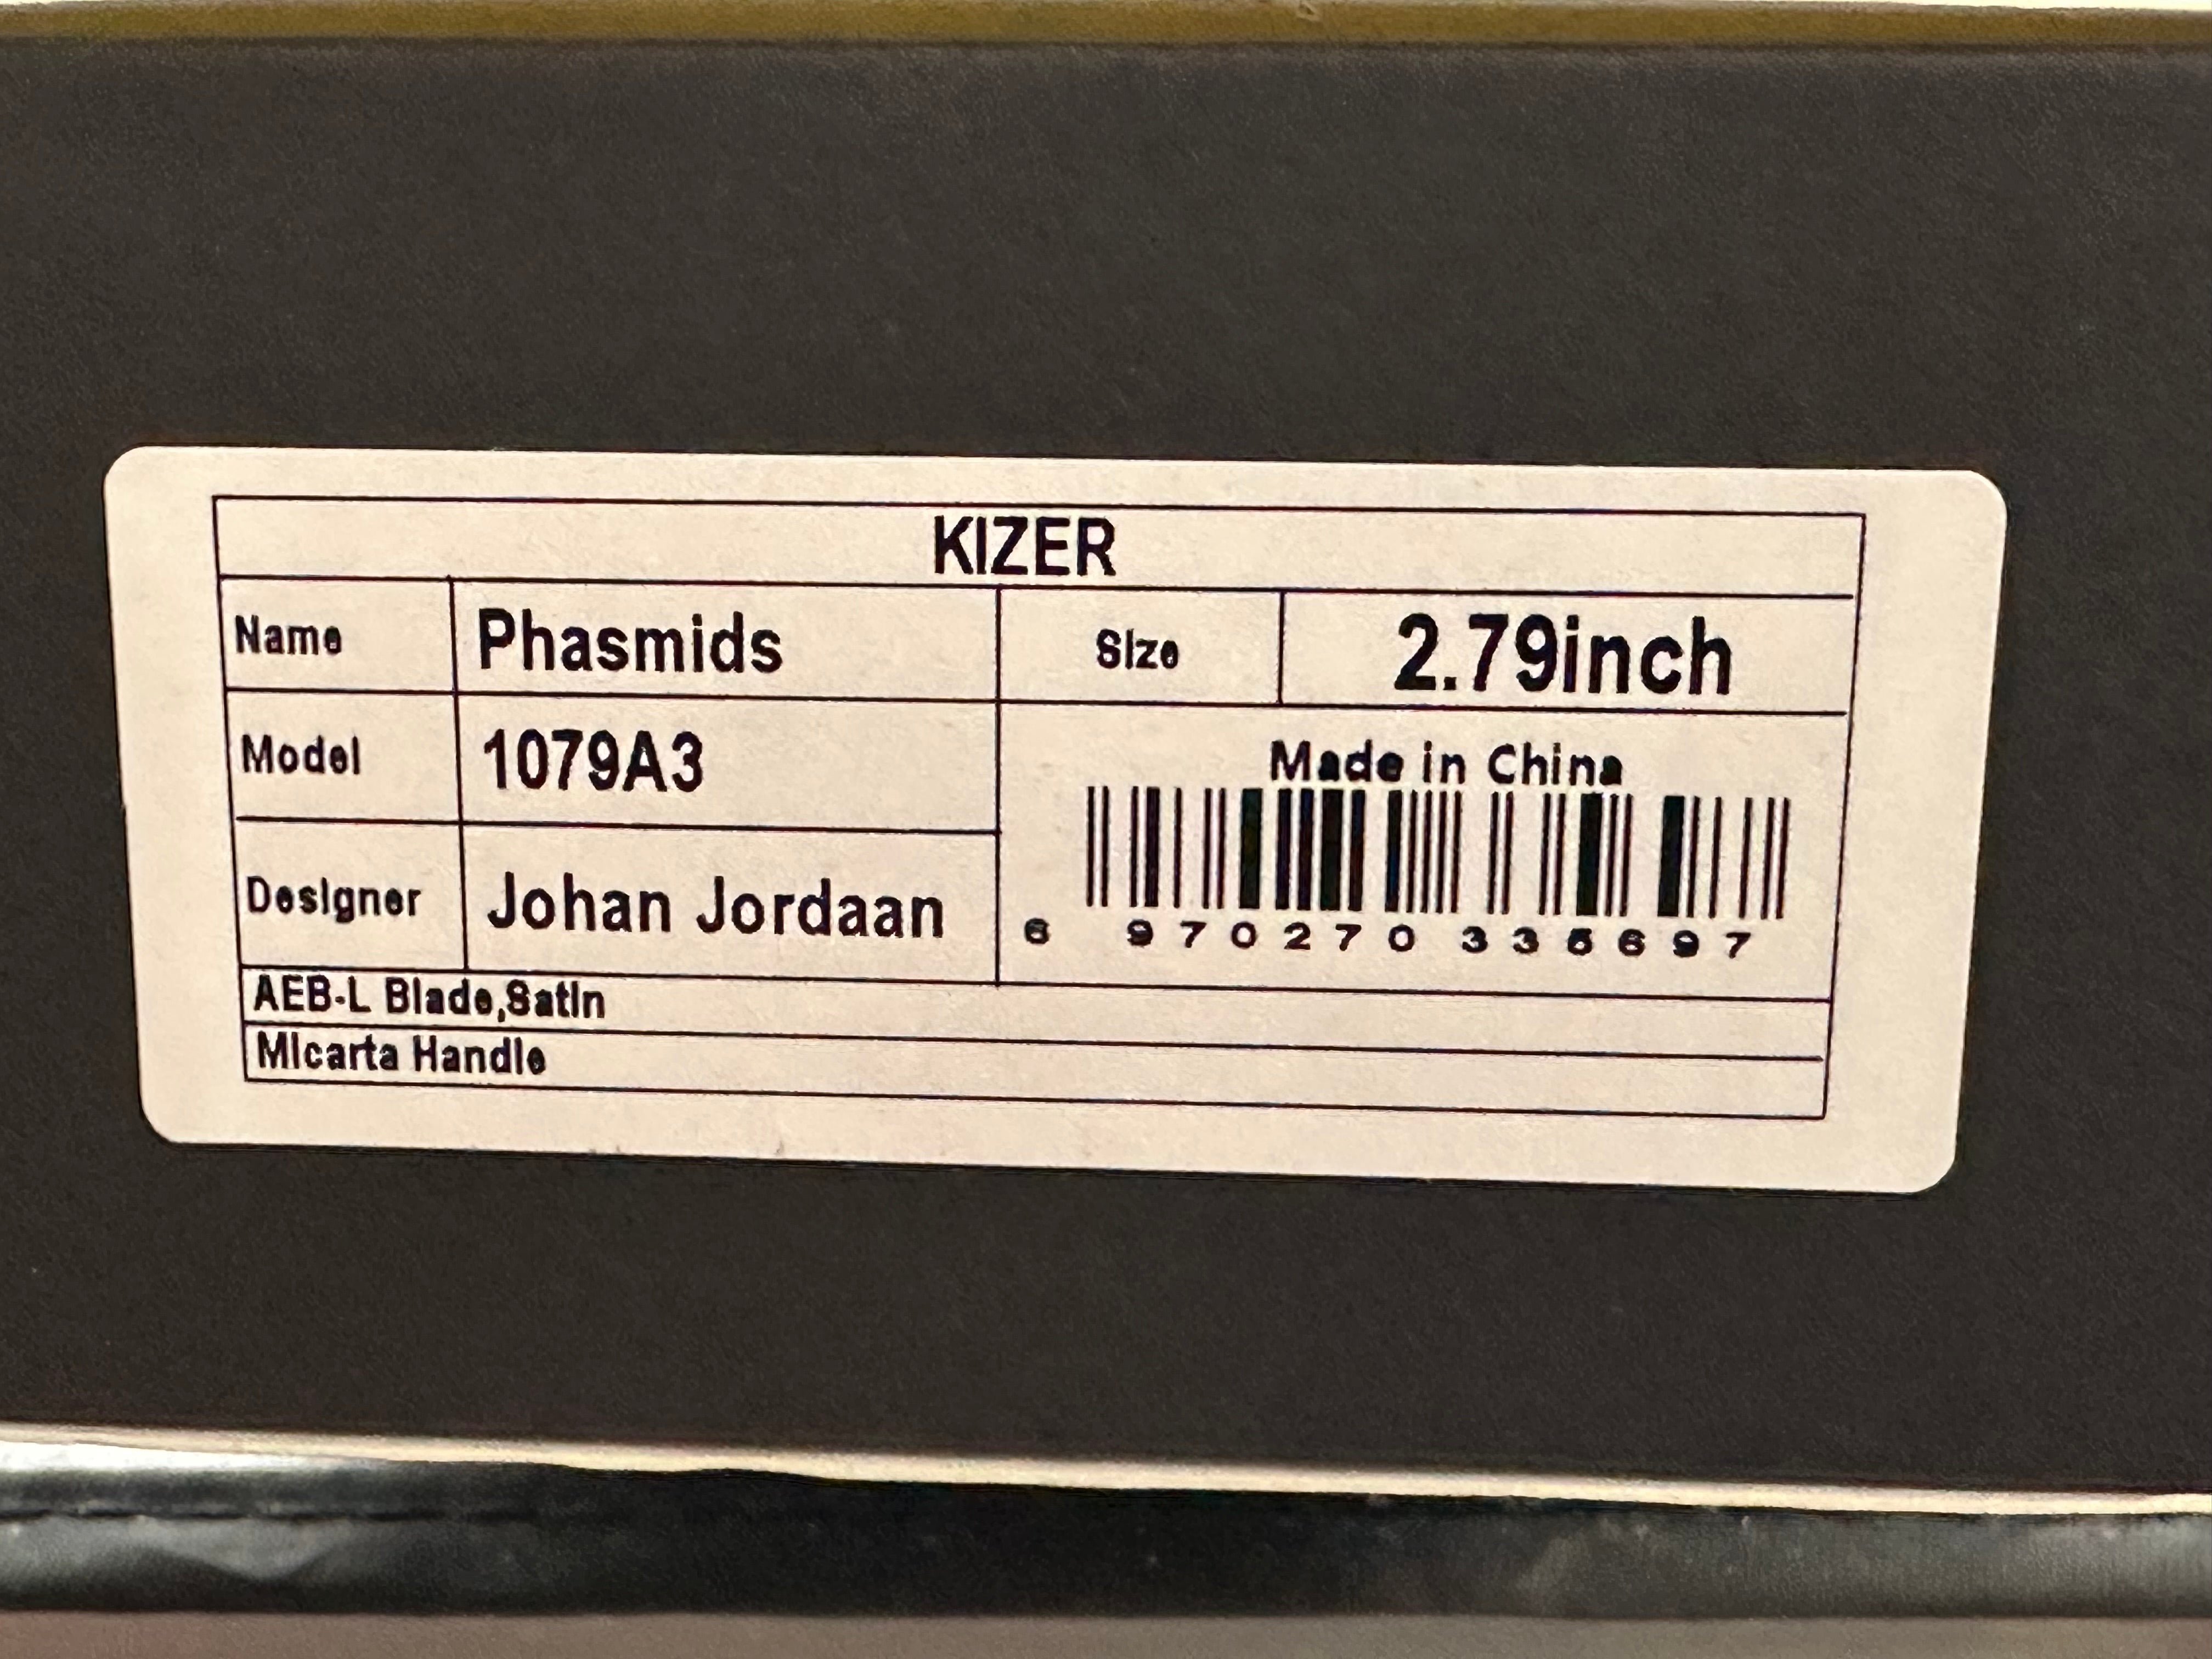 KIZER
Name Phasmids Size 2.79inch
Model 1079A3
Made in China
Designer Johan Jordaan
6 970270 335697
AEB-L Blade,Satin
Micarta Handle